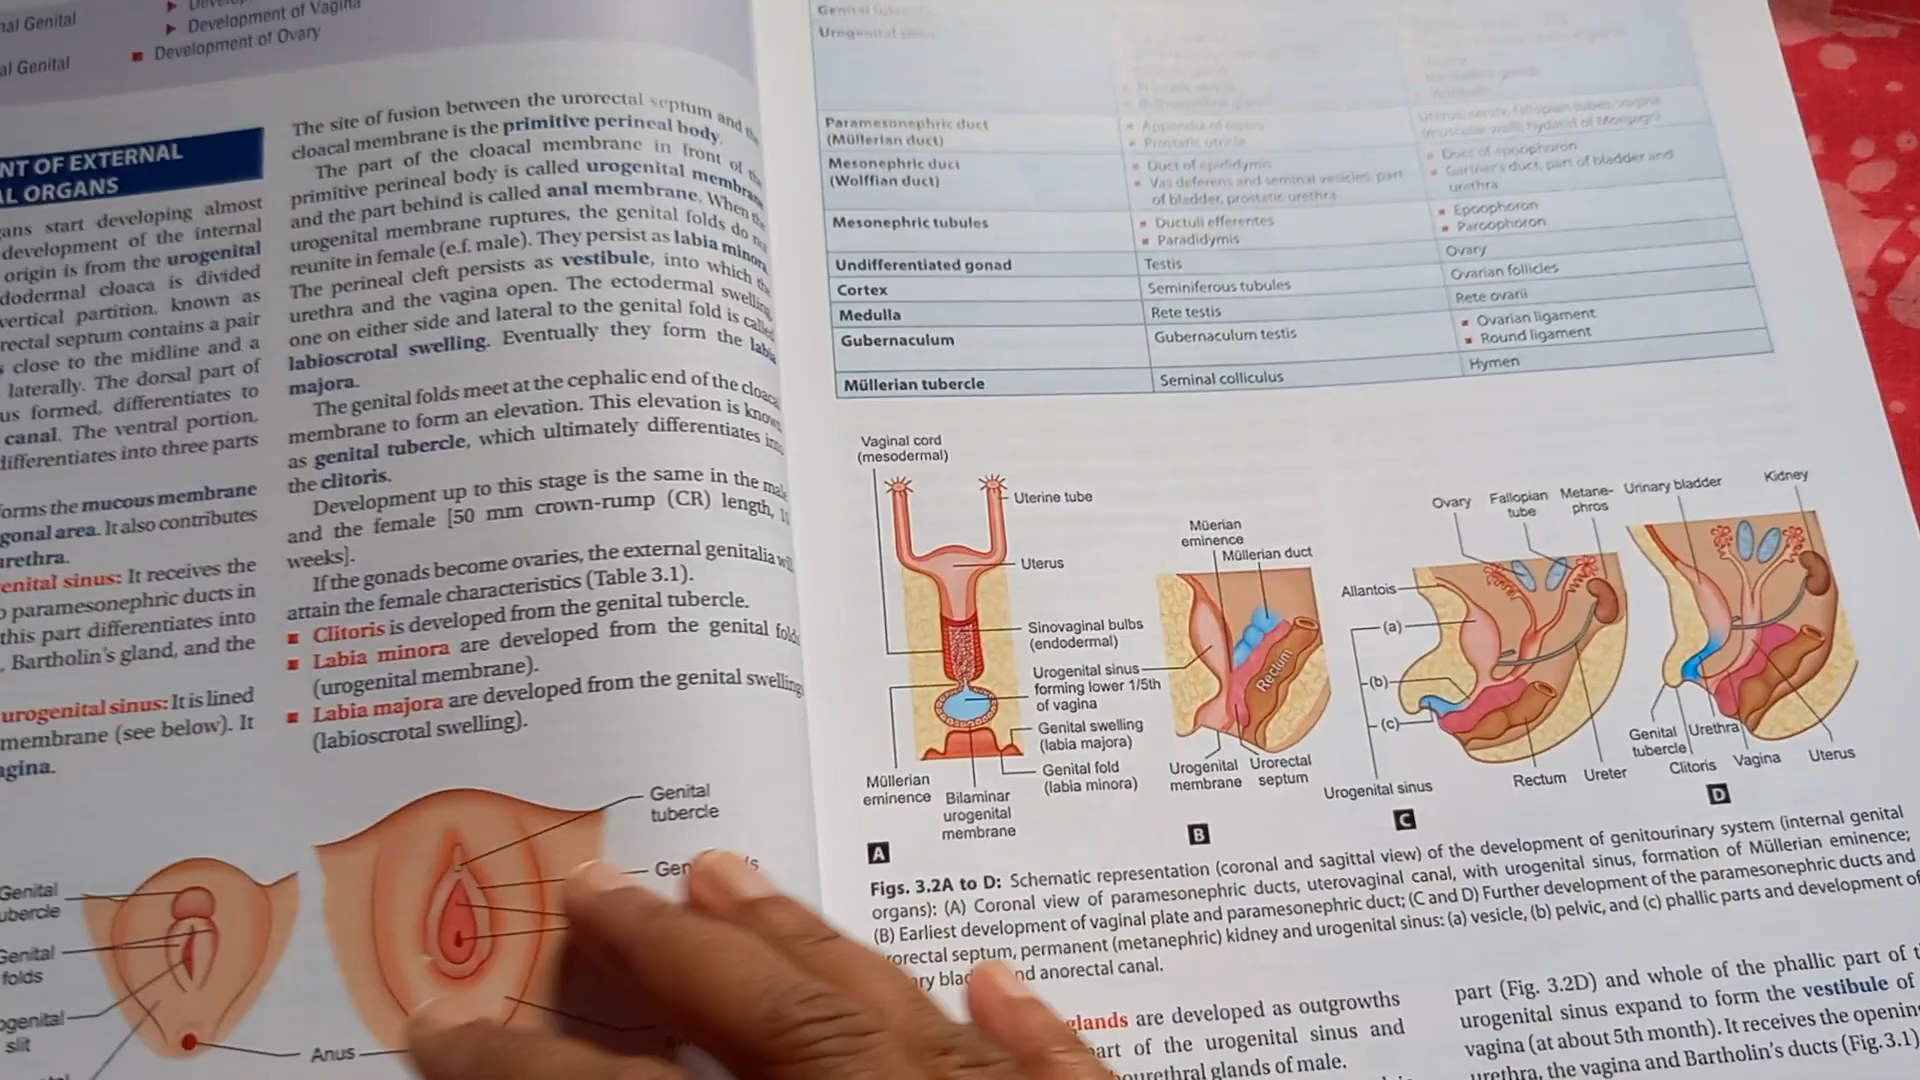 nal Genital
al Genital
Development of Vagina
Development of Ovary
NT OF EXTERNAL
AL ORGANS
ans start developing almost
development of the internal
origin is from the urogenital
dodermal cloaca is divided
vertical partition, known as
rectal septum contains a pair
close to the midline and a
laterally. The dorsal part of
us formed, differentiates to
canal. The ventral portion,
differentiates into three parts
forms the mucous membrane
gonal area. It also contributes
urethra.
enital sinus: It receives the
paramesonephric ducts in
this part differentiates into
. Bartholin's gland, and the
urogenital sinus: It is lined
membrane (see below). It
agina.
The site of fusion between the urorectal septum and the
cloacal membrane is the primitive perineal body.
The part of the cloacal membrane in front of the
primitive perineal body is called urogenital membrane
and the part behind is called anal membrane. When the
urogenital membrane ruptures, the genital folds do not
reunite in female (e.f. male). They persist as labia minora.
The perineal cleft persists as vestibule, into which the
urethra and the vagina open. The ectodermal swelling
one on either side and lateral to the genital fold is called
labioscrotal swelling. Eventually they form the labia
majora.
The genital folds meet at the cephalic end of the cloacal
membrane to form an elevation. This elevation is known
as genital tubercle, which ultimately differentiates into
the clitoris.
Development up to this stage is the same in the male
and the female [50 mm crown-rump (CR) length,
weeks].
If the gonads become ovaries, the external genitalia will
attain the female characteristics (Table 3.1).
Clitoris is developed from the genital tubercle.
Labia minora are developed from the genital folds
(urogenital membrane).
Labia majora are developed from the genital swelling
(labioscrotal swelling).
Genital
ubercle
Genital
folds
ogenital
slit
Anus
Genital
tubercle
Gen
Genital
Urogenital sinus
Paramesonephric duct
(Müllerian duct)
Appendix of testis
Prostatic utricle
Uterus, cervix, fallopian tubes, vagina
(muscular wall), hydatid of Morgagni
Mesonephric duct
(Wolffian duct)
Duct of epididymis
Vas deferens and seminal vesicles, part
of bladder, prostatic urethra
Duct of epoophoron
Gartner's duct, part of bladder and
urethra
Mesonephric tubules
Ductuli efferentes
Paradidymis
Epoophoron
Paroophoron
Undifferentiated gonad
Testis
Ovary
Cortex
Seminiferous tubules
Ovarian follicles
Medulla
Rete testis
Rete ovarii
Gubernaculum
Gubernaculum testis
Ovarian ligament
Round ligament
Müllerian tubercle
Seminal colliculus
Hymen
Vaginal cord
(mesodermal)
Uterine tube
Uterus
Sinovaginal bulbs
(endodermal)
Urogenital sinus
forming lower 1/5th
of vagina
Genital swelling
(labia majora)
Genital fold
(labia minora)
Müllerian
eminence
Bilaminar
urogenital
membrane
A
Müerian
eminence
Müllerian duct
Rectum
Urogenital
membrane
Urorectal
septum
B
Ovary
Fallopian
tube
Metane-
phros
Allantois
(a)
(b)
(c)
Urogenital sinus
Rectum
Ureter
C
Urinary bladder
Kidney
Genital
tubercle
Urethra
Clitoris
Vagina
Uterus
D
Figs. 3.2A to D: Schematic representation (coronal and sagittal view) of the development of genitourinary system (internal genital
organs): (A) Coronal view of paramesonephric ducts, uterovaginal canal, with urogenital sinus, formation of Müllerian eminence;
(B) Earliest development of vaginal plate and paramesonephric duct; (C and D) Further development of the paramesonephric ducts and
rorectal septum, permanent (metanephric) kidney and urogenital sinus: (a) vesicle, (b) pelvic, and (c) phallic parts and development of
ary blad nd anorectal canal.
glands are developed as outgrowths
art of the urogenital sinus and
bourethral glands of male.
part (Fig. 3.2D) and whole of the phallic part of
urogenital sinus expand to form the vestibule of
vagina (at about 5th month). It receives the opening
urethra, the vagina and Bartholin's ducts (Fig. 3.1)